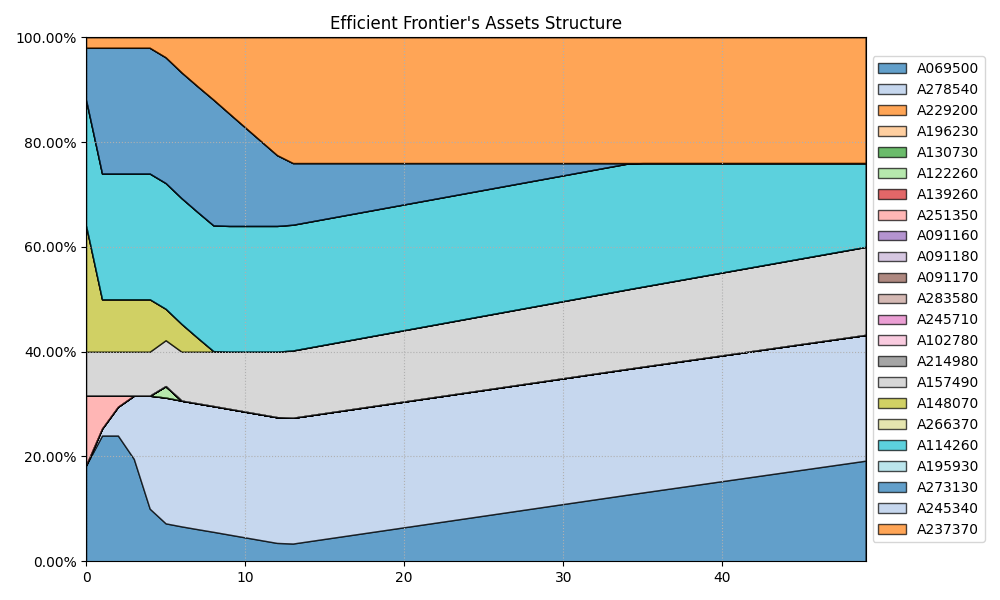 Efficient Frontier's Assets Structure
100.00%
80.00%
60.00%
40.00%
20.00%
0.00%
0
10
20
30
40
A069500
A278540
A229200
A196230
A130730
A122260
A139260
A251350
A091160
A091180
A091170
A283580
A245710
A102780
A214980
A157490
A148070
A266370
A114260
A195930
A273130
A245340
A237370